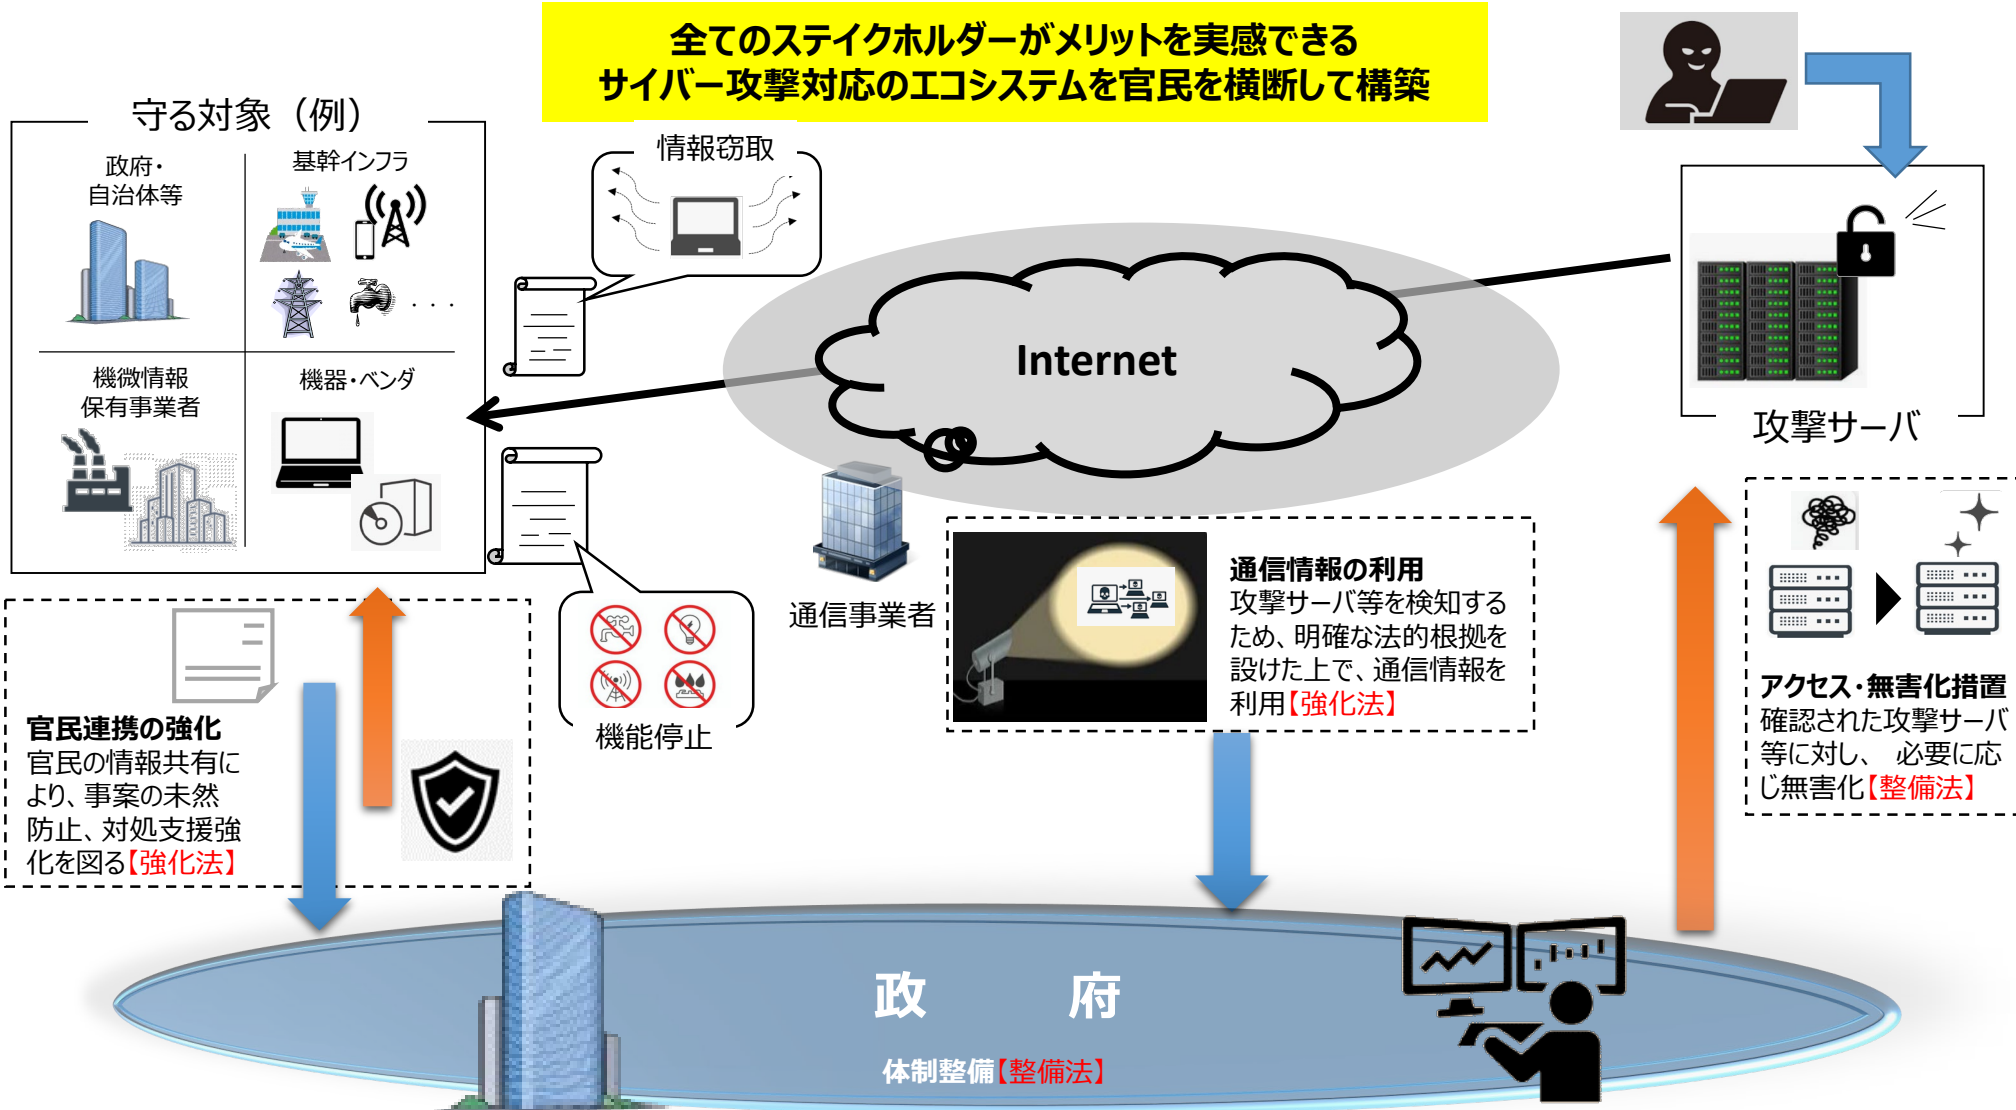 全てのステイクホルダーがメリットを実感できる
サイバー攻撃対応のエコシステムを官民を横断して構築
守る対象（例）
政府・
自治体等
基幹インフラ
・・・
機微情報
保有事業者
機器・ベンダ
情報窃取
Internet
攻撃サーバ
通信事業者
機能停止
官民連携の強化
官民の情報共有に
より、事案の未然
防止、対処支援強
化を図る【強化法】
通信情報の利用
攻撃サーバ等を検知する
ため、明確な法的根拠を
設けた上で、通信情報を
利用【強化法】
アクセス・無害化措置
確認された攻撃サーバ
等に対し、 必要に応
じ無害化【整備法】
政 府
体制整備【整備法】